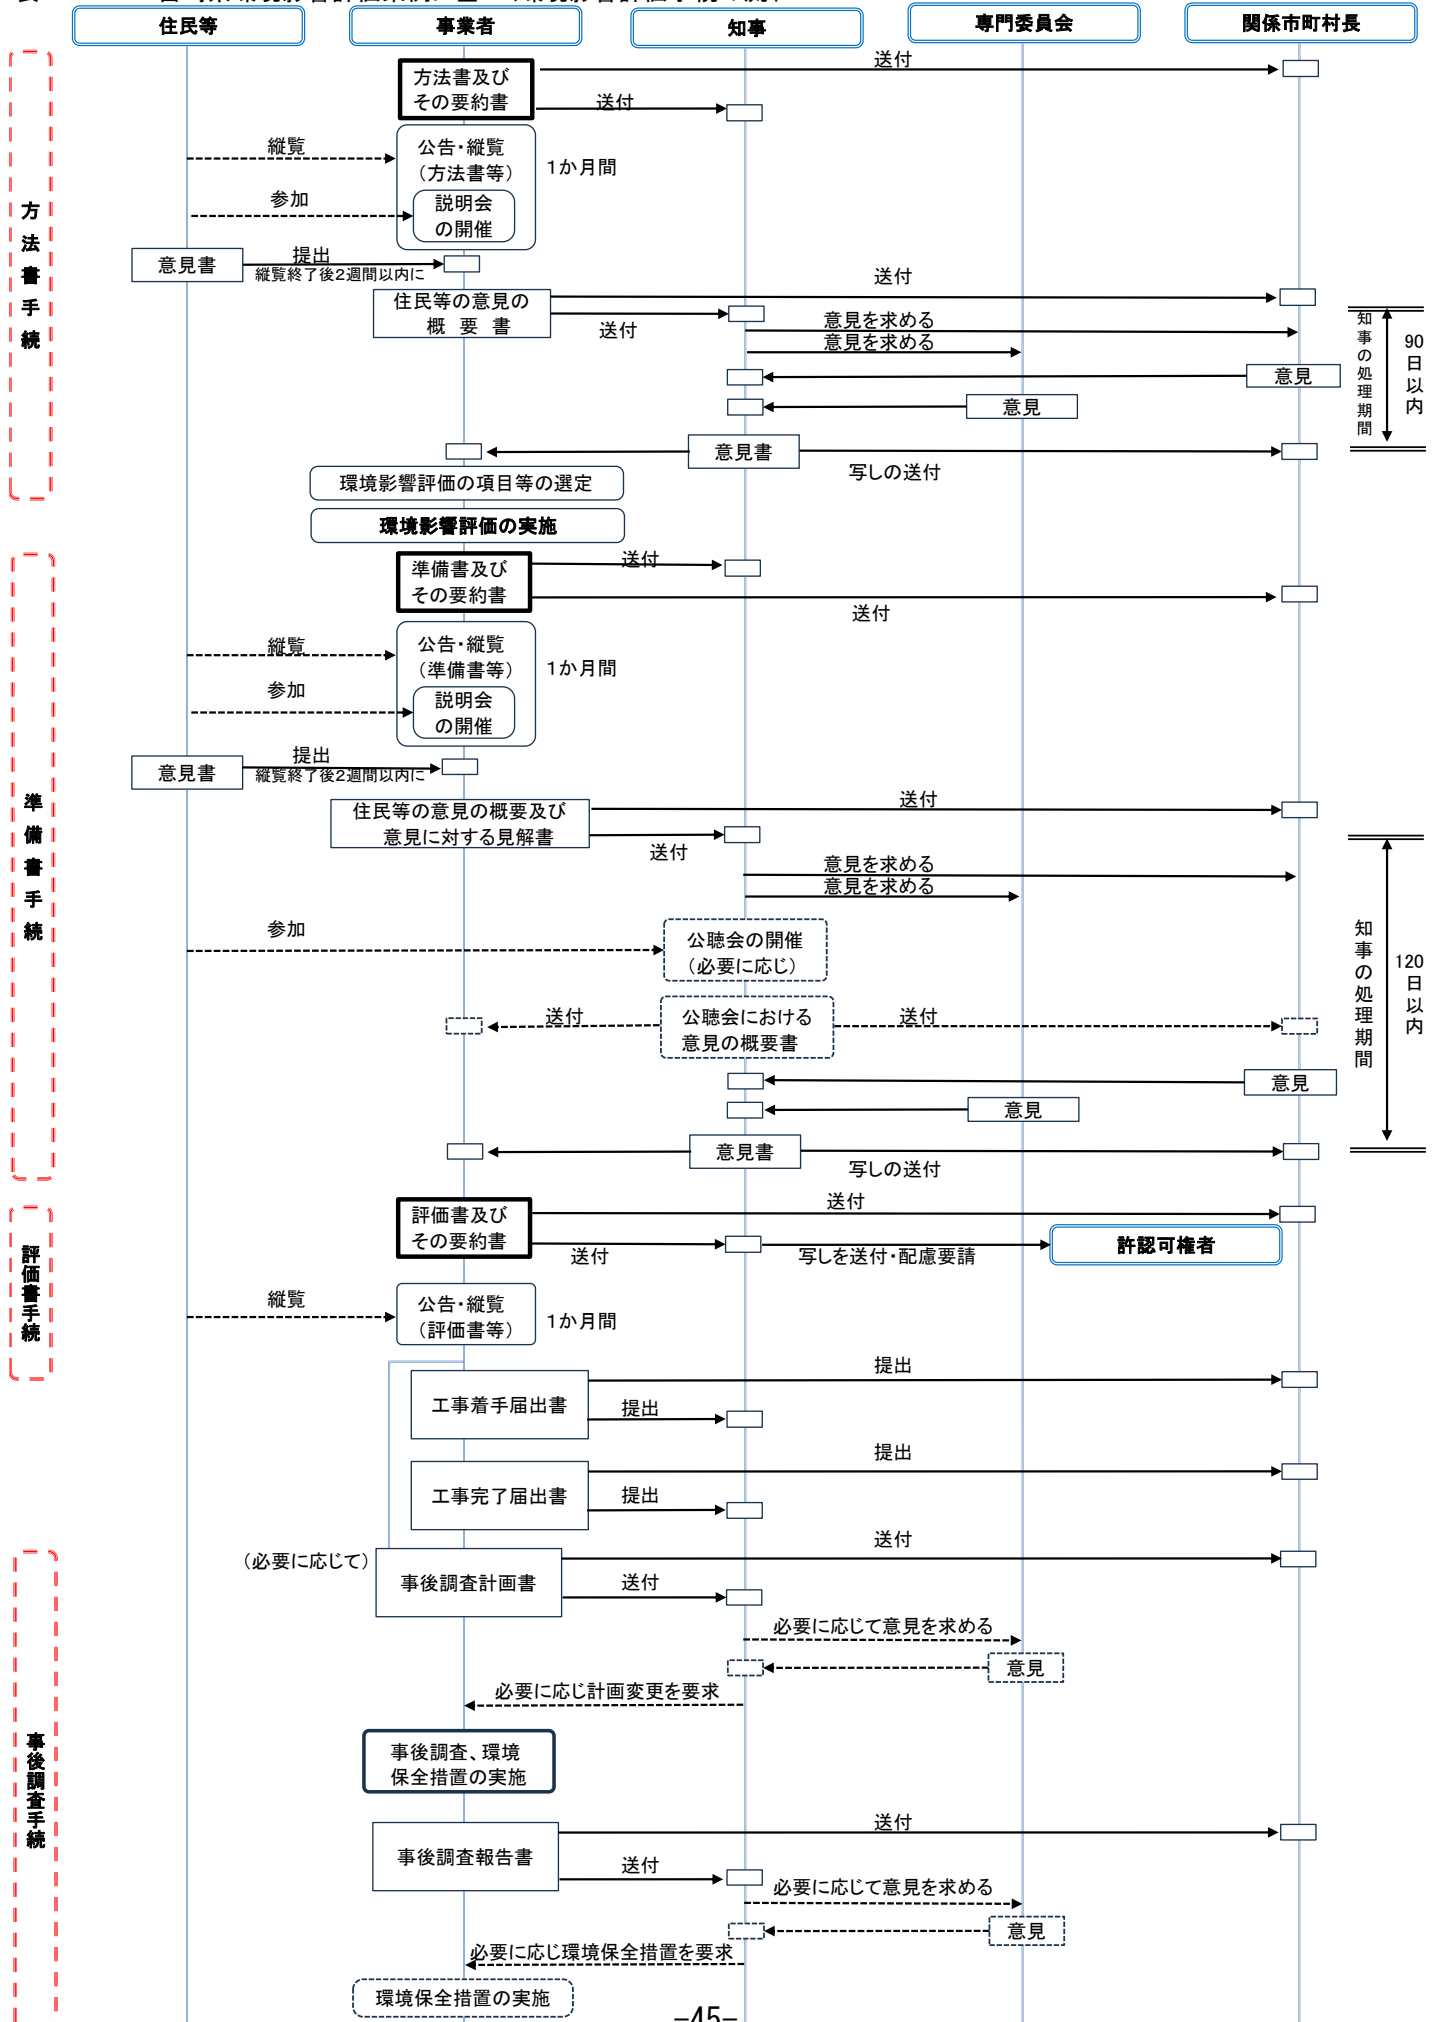 住民等
事業者
知事
専門委員会
関係市町村長
方法書手続
方法書及び
その要約書
送付
送付
縦覧
公告・縦覧
（方法書等）
1か月間
参加
説明会
の開催
意見書
提出
縦覧終了後2週間以内に
住民等の意見の
概 要 書
送付
送付
意見を求める
意見を求める
意見
意見
知事の処理期間
90日以内
意見書
写しの送付
環境影響評価の項目等の選定
環境影響評価の実施
準備書手続
準備書及び
その要約書
送付
送付
縦覧
公告・縦覧
（準備書等）
1か月間
参加
説明会
の開催
意見書
提出
縦覧終了後2週間以内に
住民等の意見の概要及び
意見に対する見解書
送付
送付
意見を求める
意見を求める
参加
公聴会の開催
（必要に応じ）
送付
公聴会における
意見の概要書
送付
意見
意見
知事の処理期間
120日以内
意見書
写しの送付
評価書手続
評価書及び
その要約書
送付
送付
写しを送付・配慮要請
許認可権者
縦覧
公告・縦覧
（評価書等）
1か月間
工事着手届出書
提出
提出
工事完了届出書
提出
提出
事後調査手続
（必要に応じて）
事後調査計画書
送付
送付
必要に応じて意見を求める
意見
必要に応じ計画変更を要求
事後調査、環境
保全措置の実施
事後調査報告書
送付
送付
必要に応じて意見を求める
意見
必要に応じ環境保全措置を要求
環境保全措置の実施
-45-